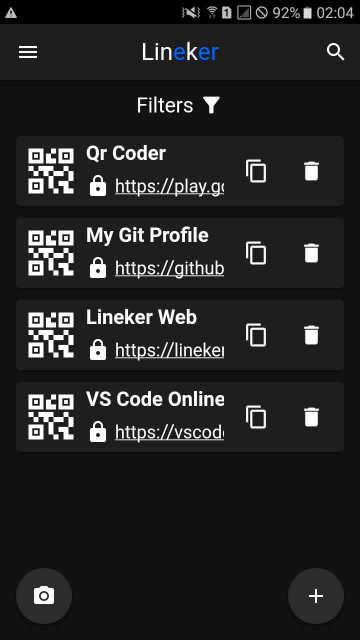 92% 02:04
Lineker
Filters
Qr Coder
https://play.go
My Git Profile
https://github
Lineker Web
https://lineker
VS Code Online
https://vscode